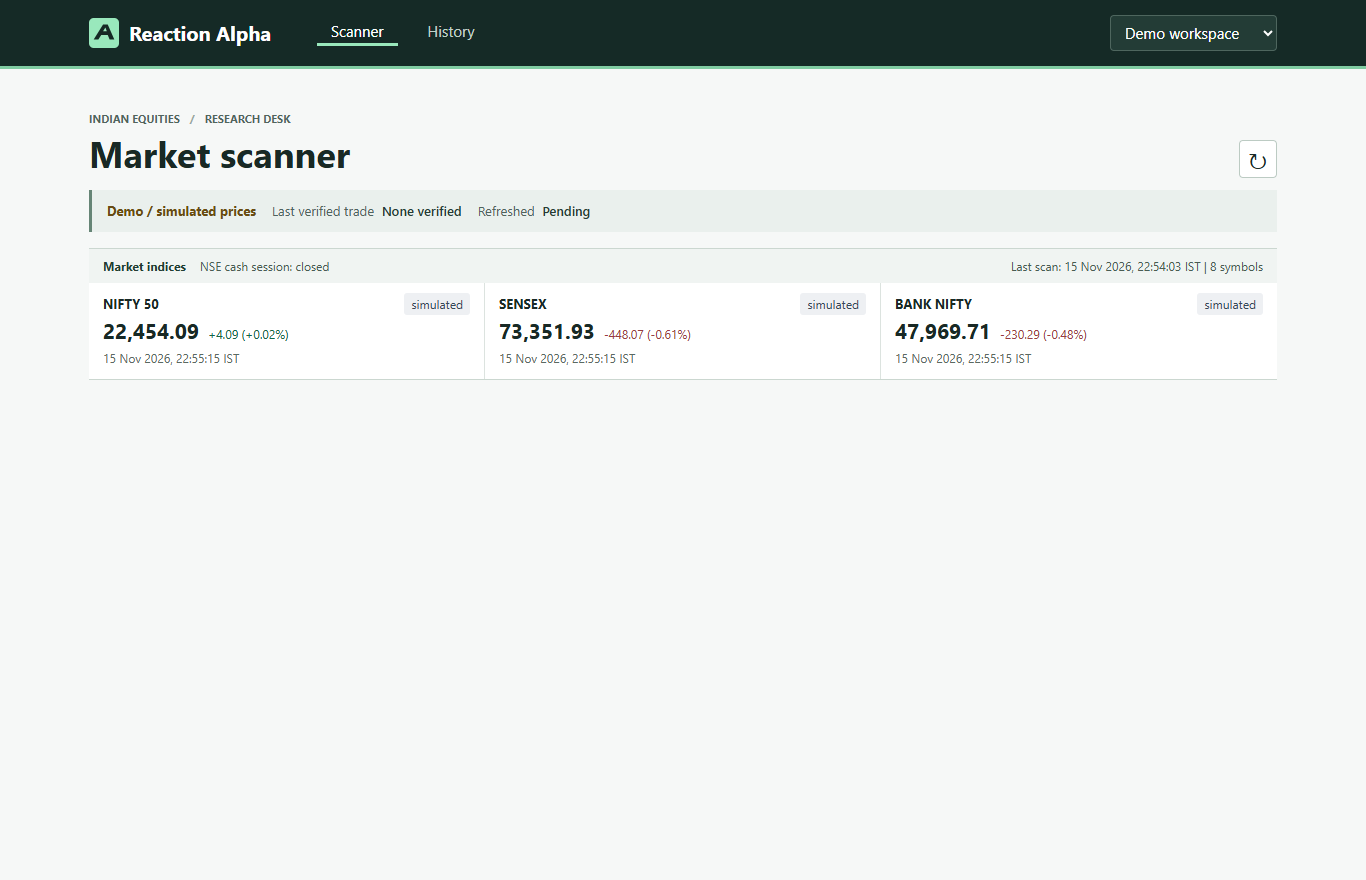 A Reaction Alpha Scanner History Demo workspace
INDIAN EQUITIES / RESEARCH DESK
Market scanner
↻
Demo / simulated prices Last verified trade None verified Refreshed Pending
Market indices NSE cash session: closed Last scan: 15 Nov 2026, 22:54:03 IST | 8 symbols
NIFTY 50 simulated
22,454.09 +4.09 (+0.02%)
15 Nov 2026, 22:55:15 IST
SENSEX simulated
73,351.93 -448.07 (-0.61%)
15 Nov 2026, 22:55:15 IST
BANK NIFTY simulated
47,969.71 -230.29 (-0.48%)
15 Nov 2026, 22:55:15 IST